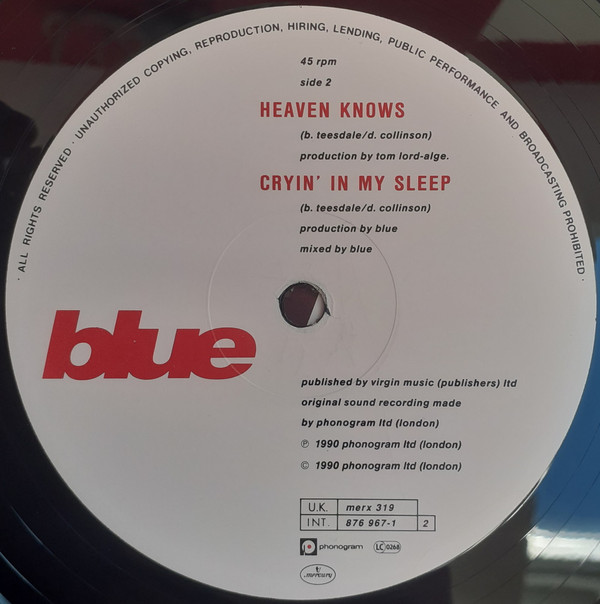 · ALL RIGHTS RESERVED · UNAUTHORIZED COPYING, REPRODUCTION, HIRING, LENDING, PUBLIC PERFORMANCE AND BROADCASTING PROHIBITED ·
45 rpm
side 2
HEAVEN KNOWS
(b. teesdale/d. collinson)
production by tom lord-alge.
CRYIN' IN MY SLEEP
(b. teesdale/d. collinson)
production by blue
mixed by blue
blue
published by virgin music (publishers) ltd
original sound recording made
by phonogram ltd (london)
℗ 1990 phonogram ltd (london)
© 1990 phonogram ltd (london)
U.K. merx 319
INT. 876 967-1 2
phonogram LC 0268
mercury